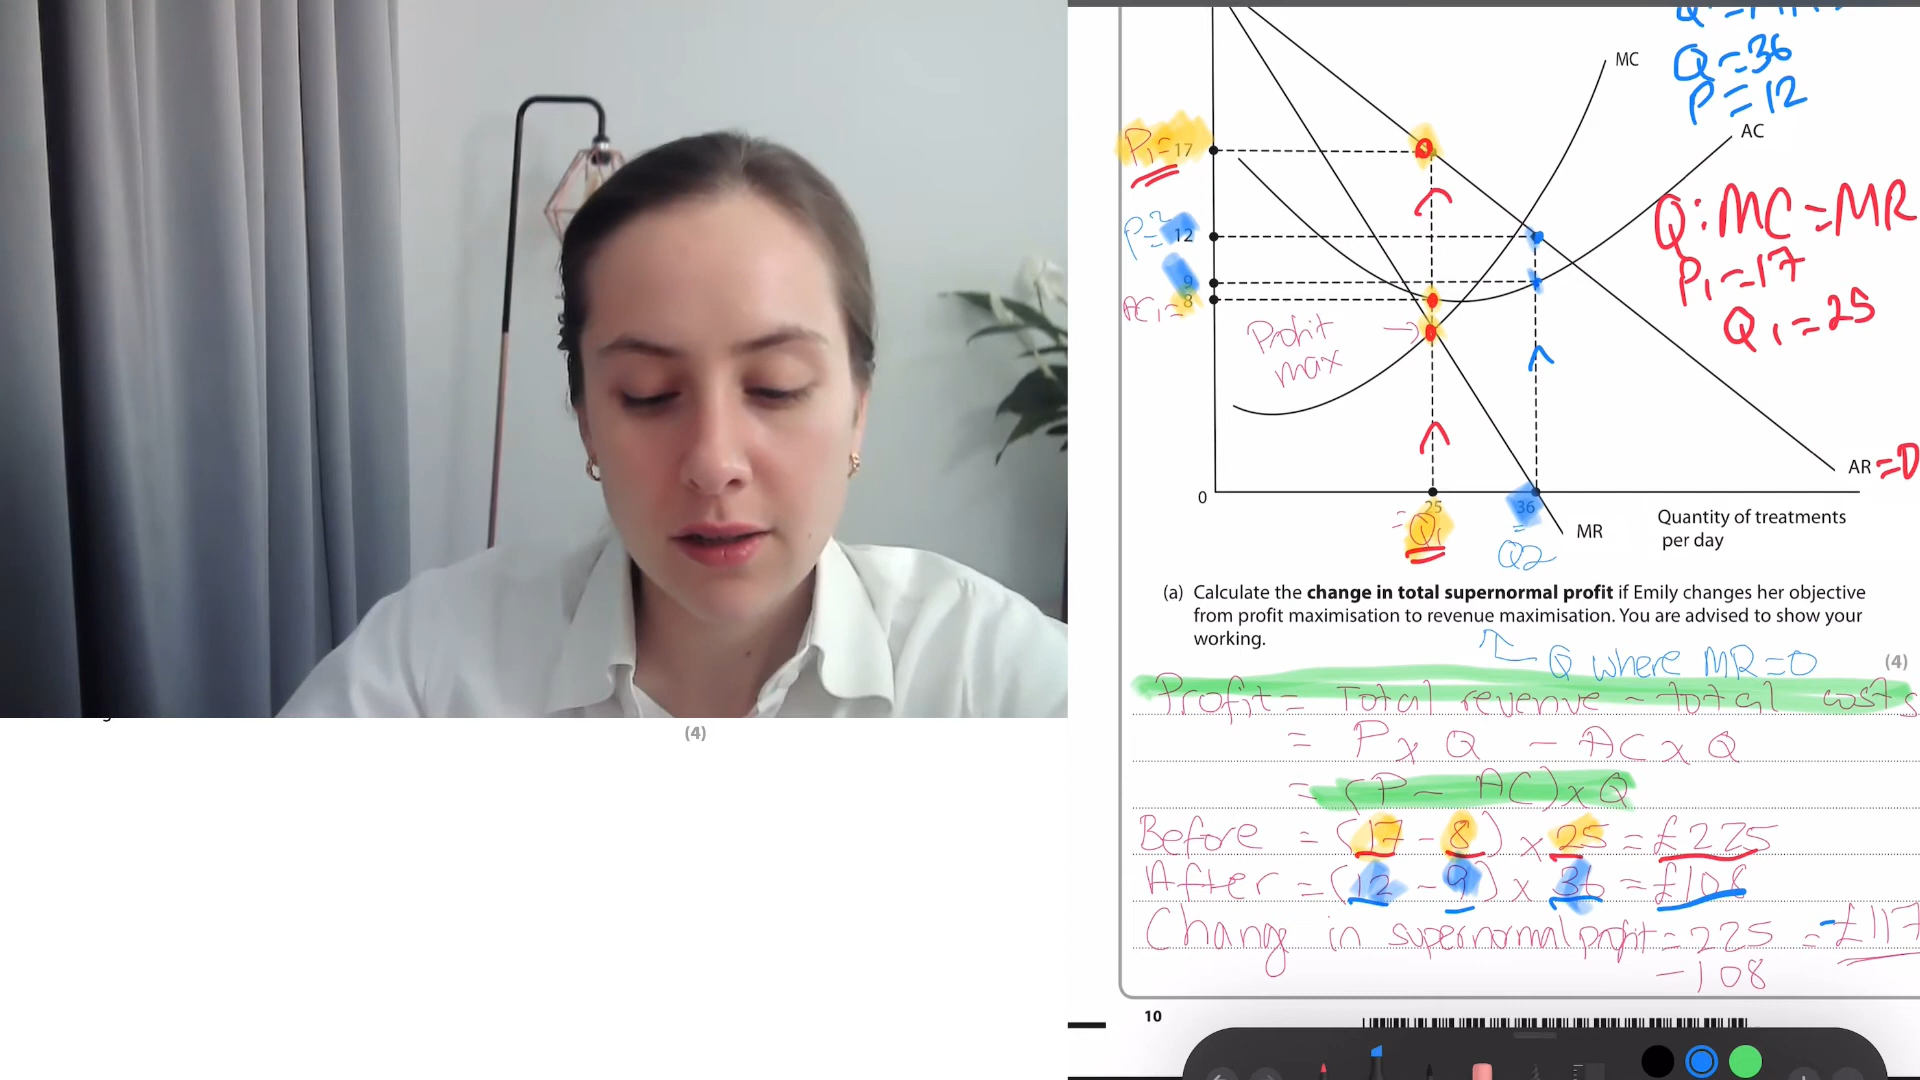 Q=36
P=12
MC
AC
P1=17
P2=12
9
AC1=8
Q:MC=MR
P1=17
Q1=25
Profit
max
AR=D
0
25
36
=Q1
=
Q2
MR
Quantity of treatments
per day
(a) Calculate the change in total supernormal profit if Emily changes her objective
from profit maximisation to revenue maximisation. You are advised to show your
working.
Q where MR=0
(4)
Profit = Total revenue - total costs
= P x Q - AC x Q
= (P - AC) x Q
Before = (17 - 8) x 25 = £225
After = (12 - 9) x 36 = £108
Change in supernormal profit = 225 = -£117
-108
10
(4)